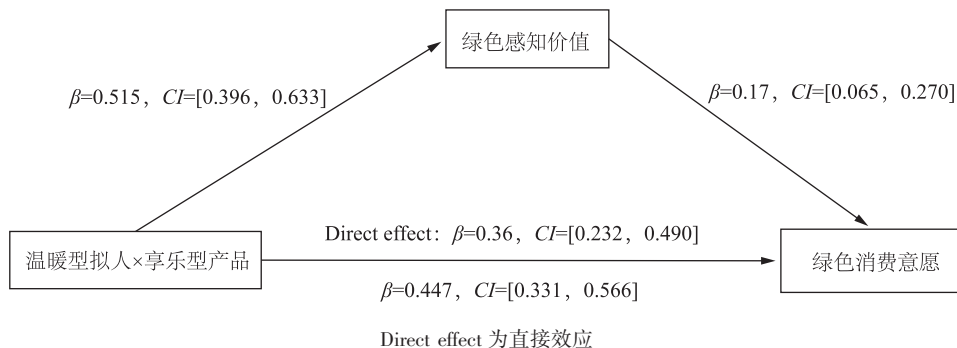 绿色感知价值
β=0.515，CI=[0.396，0.633]
β=0.17，CI=[0.065，0.270]
Direct effect：β=0.36，CI=[0.232，0.490]
温暖型拟人×享乐型产品
绿色消费意愿
β=0.447，CI=[0.331，0.566]
Direct effect 为直接效应